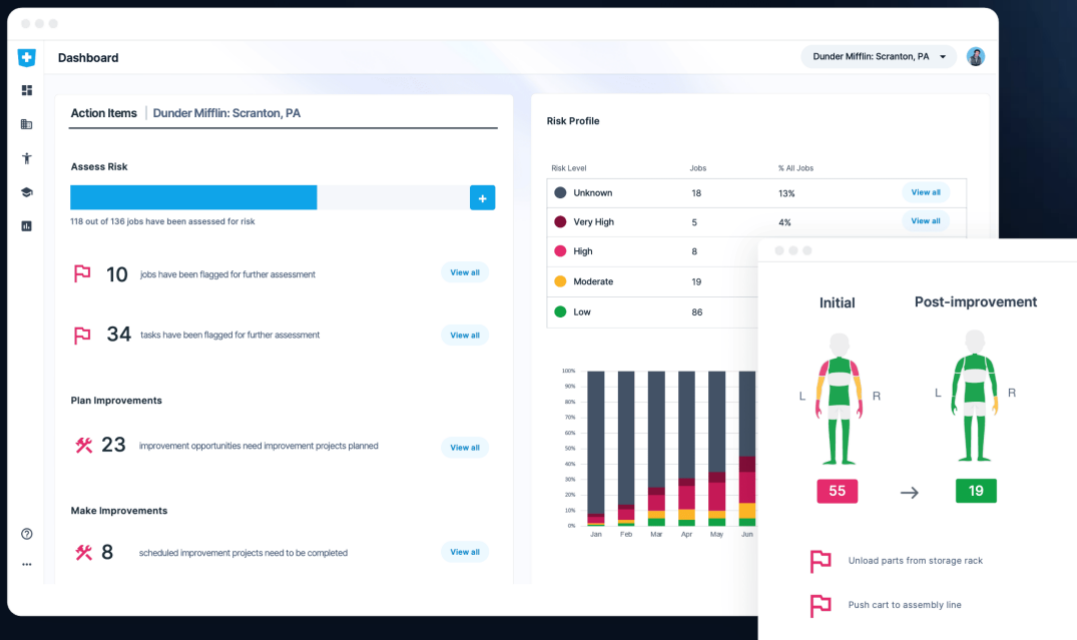 Dashboard
Dunder Mifflin: Scranton, PA
Action Items | Dunder Mifflin: Scranton, PA
Assess Risk
+
118 out of 136 jobs have been assessed for risk
10 jobs have been flagged for further assessment View all
34 tasks have been flagged for further assessment View all
Plan Improvements
23 improvement opportunities need improvement projects planned View all
Make Improvements
8 scheduled improvement projects need to be completed View all
Risk Profile
Risk Level Jobs % All Jobs
Unknown 18 13% View all
Very High 5 4% View all
High 8
Moderate 19
Low 86
100%
90%
80%
70%
60%
50%
40%
30%
20%
10%
0%
Jan Feb Mar Apr May Jun
Initial Post-improvement
L R L R
55 → 19
Unload parts from storage rack
Push cart to assembly line